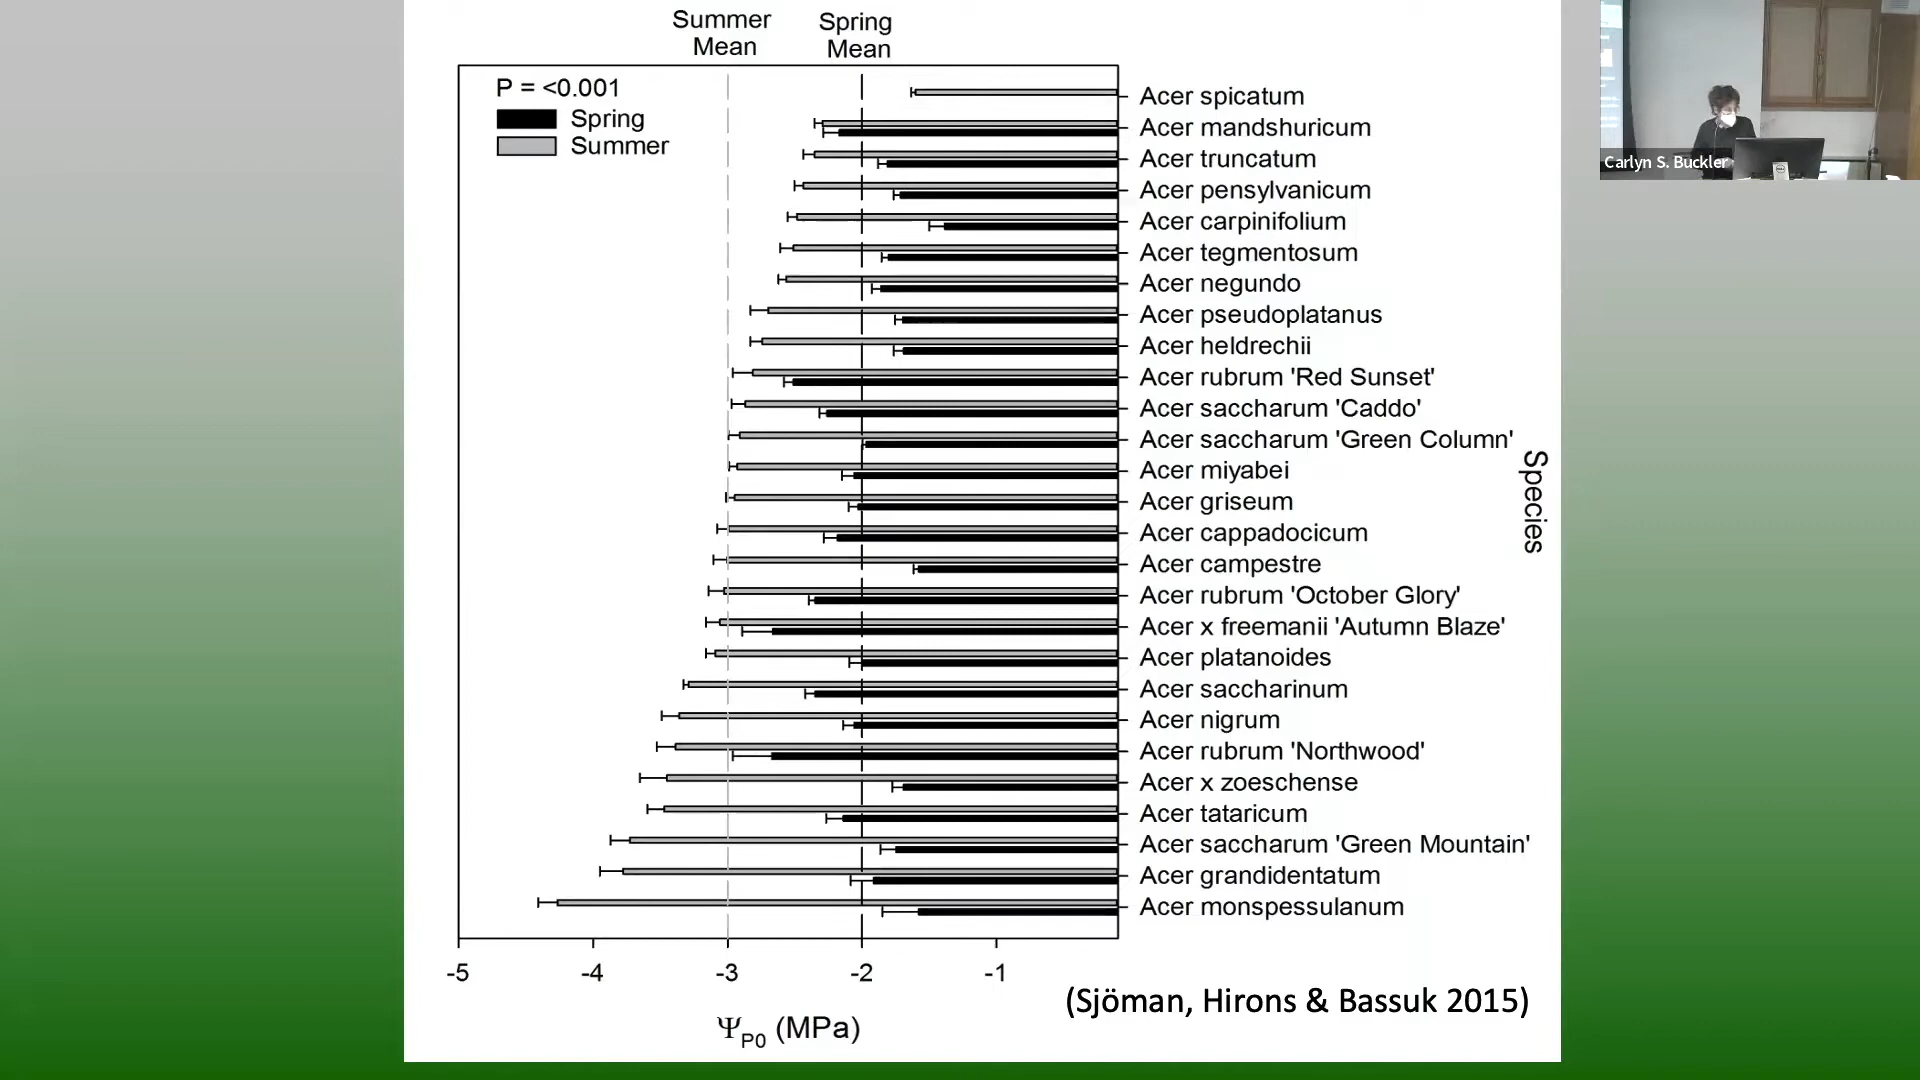 Summer
Mean
Spring
Mean
P = <0.001
Spring
Summer
Acer spicatum
Acer mandshuricum
Acer truncatum
Acer pensylvanicum
Acer carpinifolium
Acer tegmentosum
Acer negundo
Acer pseudoplatanus
Acer heldrechii
Acer rubrum 'Red Sunset'
Acer saccharum 'Caddo'
Acer saccharum 'Green Column'
Acer miyabei
Acer griseum
Acer cappadocicum
Acer campestre
Acer rubrum 'October Glory'
Acer x freemanii 'Autumn Blaze'
Acer platanoides
Acer saccharinum
Acer nigrum
Acer rubrum 'Northwood'
Acer x zoeschense
Acer tataricum
Acer saccharum 'Green Mountain'
Acer grandidentatum
Acer monspessulanum
Species
-5 -4 -3 -2 -1
ΨP0 (MPa)
(Sjöman, Hirons & Bassuk 2015)
Carlyn S. Buckler